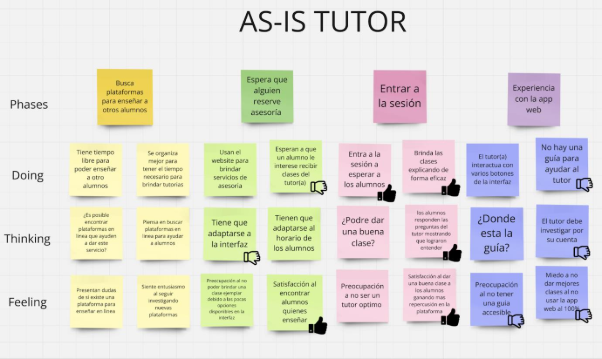 AS-IS TUTOR
Phases
Busca
plataformas
para enseñar a
otros alumnos
Espera que
alguien
reserve
asesoría
Entrar a
la sesión
Experiencia
con la app
web
Doing
Tiene tiempo
libre para
poder enseñar
a otro
alumnos
Se organiza
mejor para
tener el tiempo
necesario para
brindar tutorias
Usan el
website para
brindar
servicios de
asesoria
Esperan a que
un alumno le
interese recibir
clases del
tutor(a)
Entra a la
sesión a
esperar a
los alumnos
Brinda las
clases
explicando de
forma eficaz
El tutor(a)
interactua con
varios botones
de la interfaz
No hay una
guía para
ayudar al
tutor
Thinking
¿Es posible
encontrar
plataformas en
linea que ayuden
a dar este
servicio?
Piensa en buscar
plataformas en
linea para ayudar
a alumnos
Tiene que
adaptarse a
la interfaz
Tienen que
adaptarse al
horario de
los alumnos
¿Podre dar
una buena
clase?
los alumnos
responden las
preguntas del
tutor mostrando
que lograron
entender
¿Donde
esta la
guía?
El tutor debe
investigar por
su cuenta
Feeling
Presentan dudas
de si existe una
plataforma para
enseñar en linea
Siente entusiasmo
al seguir
investigando
nuevas
plataformas
Preocupación al no
poder brindar una
clase ejemplar
debido a las pocas
opciones
disponibles en la
interfaz
Satisfacción al
encontrar
alumnos
quienes
enseñar
Preocupación
a no ser un
tutor optimo
Satisfacción al dar
una buena clase a
los alumnos
ganando mas
repercusión en la
plataforma
Preocupación
al no tener
una guía
accesible
Miedo a no
dar mejores
clases al no
usar la app
web al 100%